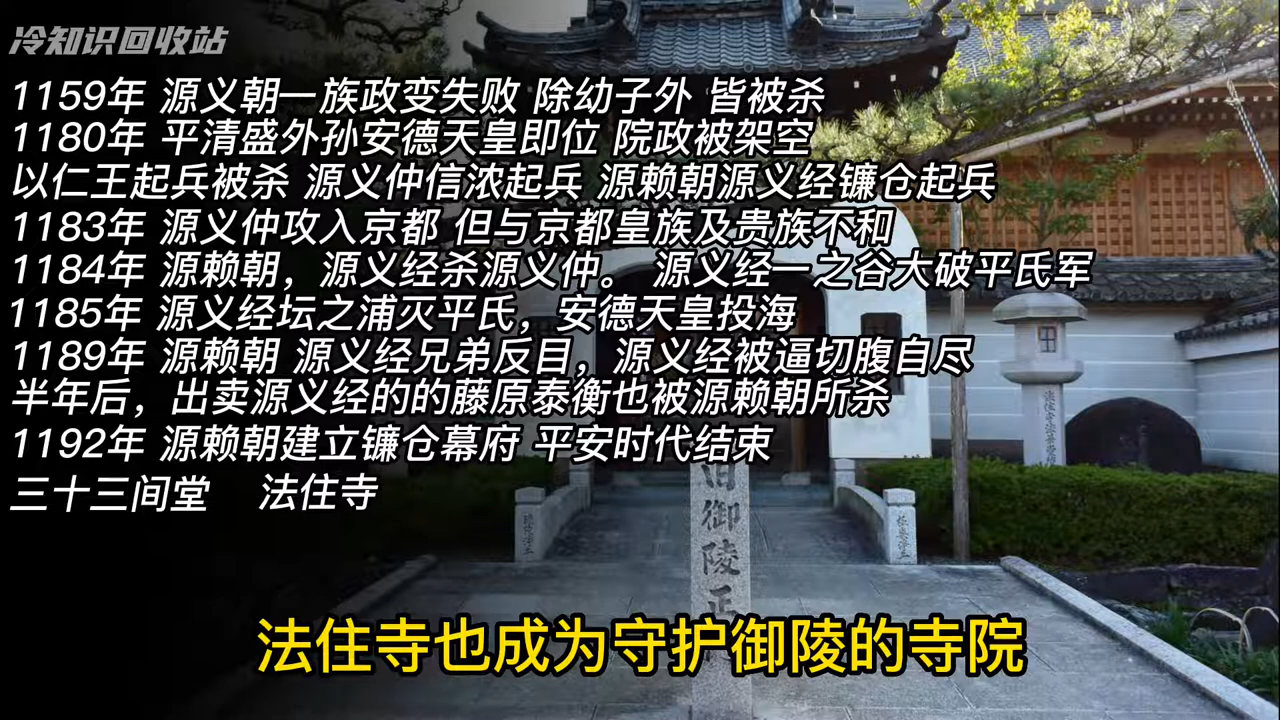 冷知识回收站
1159年 源义朝一族政变失败 除幼子外 皆被杀
1180年 平清盛外孙安德天皇即位 院政被架空
以仁王起兵被杀 源义仲信浓起兵 源赖朝源义经镰仓起兵
1183年 源义仲攻入京都 但与京都皇族及贵族不和
1184年 源赖朝，源义经杀源义仲。 源义经一之谷大破平氏军
1185年 源义经坛之浦灭平氏，安德天皇投海
1189年 源赖朝 源义经兄弟反目，源义经被逼切腹自尽
半年后，出卖源义经的的藤原泰衡也被源赖朝所杀
1192年 源赖朝建立镰仓幕府 平安时代结束
三十三间堂 法住寺
旧御陵正
法住寺也成为守护御陵的寺院